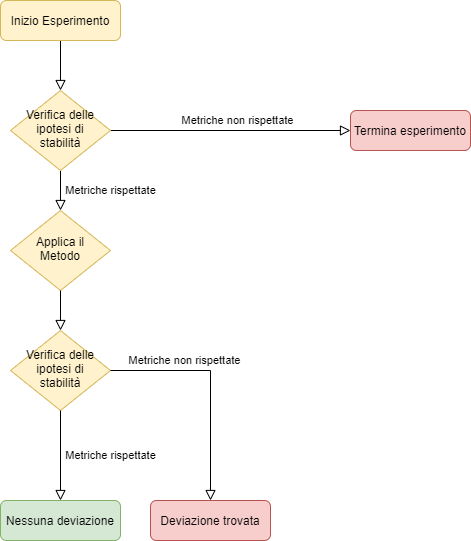 Inizio Esperimento
Verifica delle
ipotesi di
stabilità
Metriche non rispettate
Termina esperimento
Metriche rispettate
Applica il
Metodo
Verifica delle
ipotesi di
stabilità
Metriche non rispettate
Metriche rispettate
Nessuna deviazione
Deviazione trovata